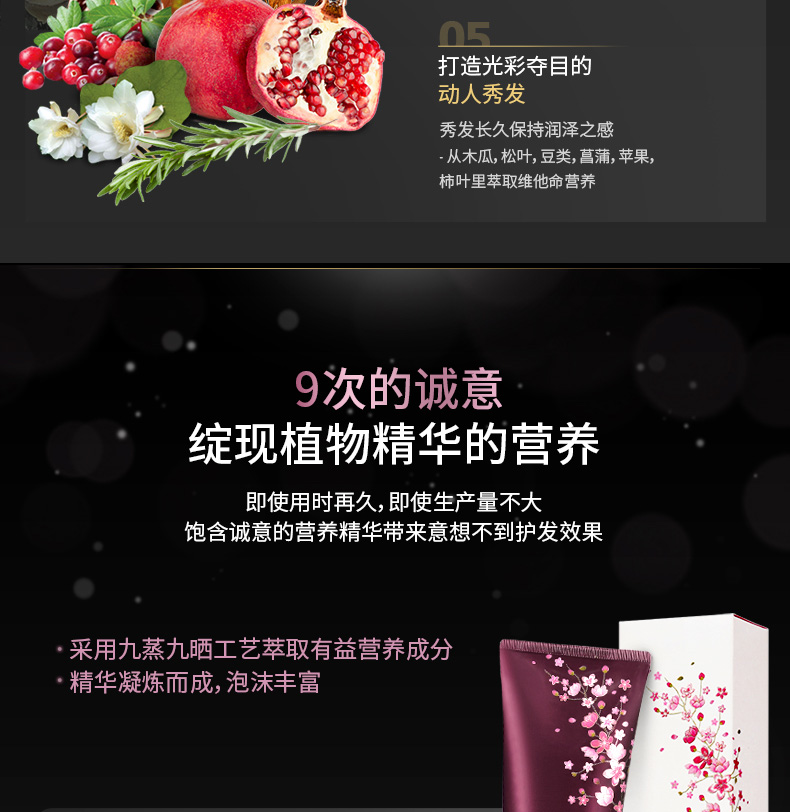 05
打造光彩夺目的
动人秀发
秀发长久保持润泽之感
- 从木瓜, 松叶, 豆类, 菖蒲, 苹果,
柿叶里萃取维他命营养
9次的诚意
绽现植物精华的营养
即使用时再久, 即使生产量不大
饱含诚意的营养精华带来意想不到护发效果
· 采用九蒸九晒工艺萃取有益营养成分
· 精华凝炼而成, 泡沫丰富